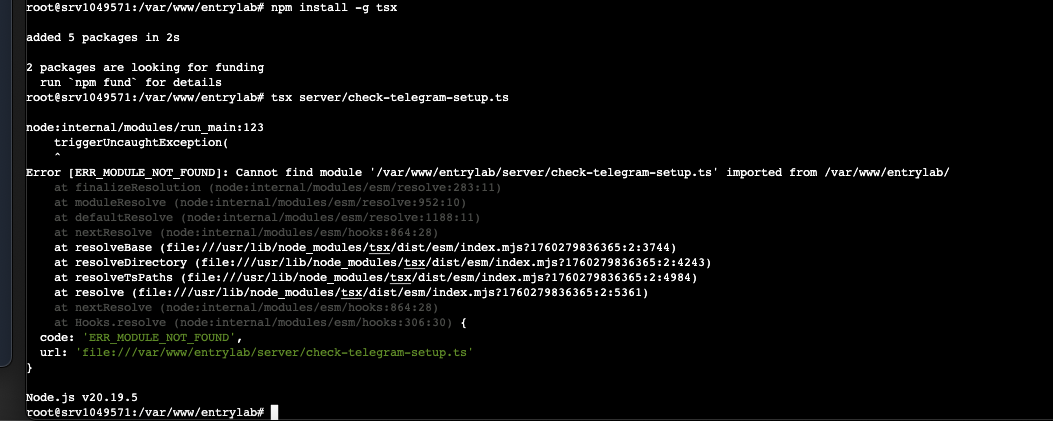 root@srv1049571:/var/www/entrylab# npm install -g tsx
added 5 packages in 2s
2 packages are looking for funding
  run `npm fund` for details
root@srv1049571:/var/www/entrylab# tsx server/check-telegram-setup.ts
node:internal/modules/run_main:123
    triggerUncaughtException(
    ^
Error [ERR_MODULE_NOT_FOUND]: Cannot find module '/var/www/entrylab/server/check-telegram-setup.ts' imported from /var/www/entrylab/
    at finalizeResolution (node:internal/modules/esm/resolve:283:11)
    at moduleResolve (node:internal/modules/esm/resolve:952:10)
    at defaultResolve (node:internal/modules/esm/resolve:1188:11)
    at nextResolve (node:internal/modules/esm/hooks:864:28)
    at resolveBase (file:///usr/lib/node_modules/tsx/dist/esm/index.mjs?1760279836365:2:3744)
    at resolveDirectory (file:///usr/lib/node_modules/tsx/dist/esm/index.mjs?1760279836365:2:4243)
    at resolveTsPaths (file:///usr/lib/node_modules/tsx/dist/esm/index.mjs?1760279836365:2:4984)
    at resolve (file:///usr/lib/node_modules/tsx/dist/esm/index.mjs?1760279836365:2:5361)
    at nextResolve (node:internal/modules/esm/hooks:864:28)
    at Hooks.resolve (node:internal/modules/esm/hooks:306:30) {
  code: 'ERR_MODULE_NOT_FOUND',
  url: 'file:///var/www/entrylab/server/check-telegram-setup.ts'
}
Node.js v20.19.5
root@srv1049571:/var/www/entrylab#